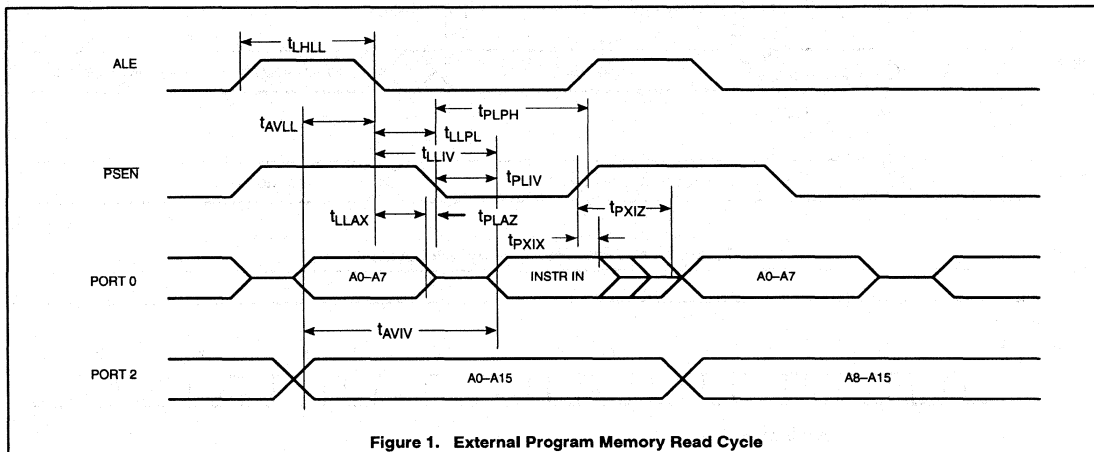 tLHLL
ALE
tPLPH
tAVLL
tLLPL
tLLIV
PSEN
tPLIV
tLLAX
tPLAZ
tPXIZ
tPXIX
PORT 0
A0–A7
INSTR IN
A0–A7
tAVIV
PORT 2
A0–A15
A8–A15
Figure 1. External Program Memory Read Cycle